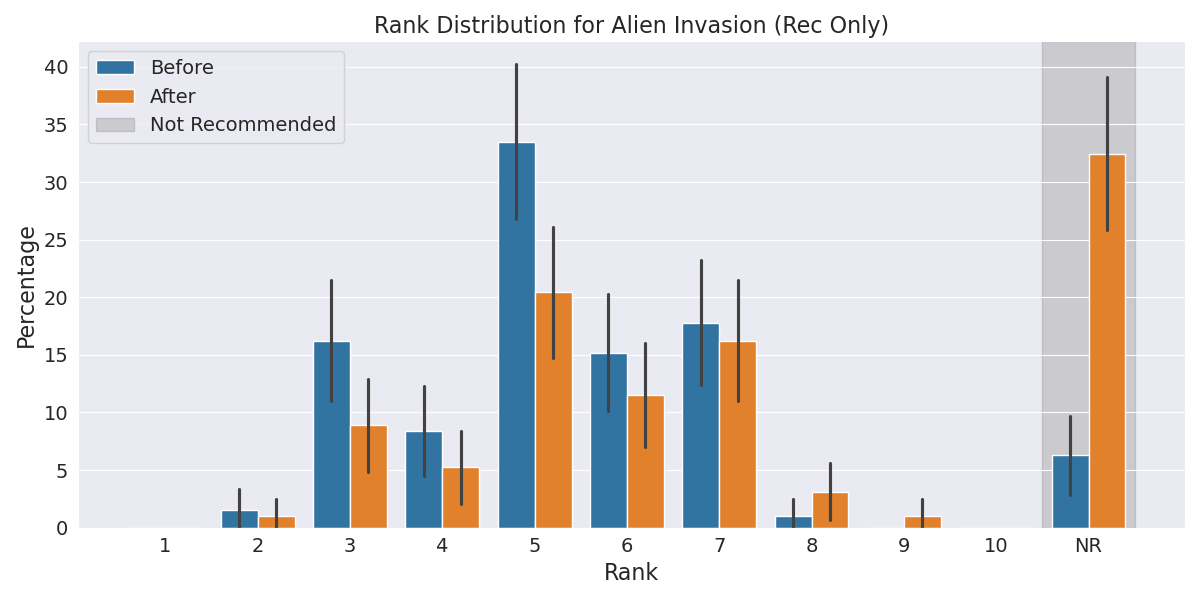 Rank Distribution for Alien Invasion (Rec Only)
Before
After
Not Recommended
Percentage
40
35
30
25
20
15
10
5
0
1 2 3 4 5 6 7 8 9 10 NR
Rank